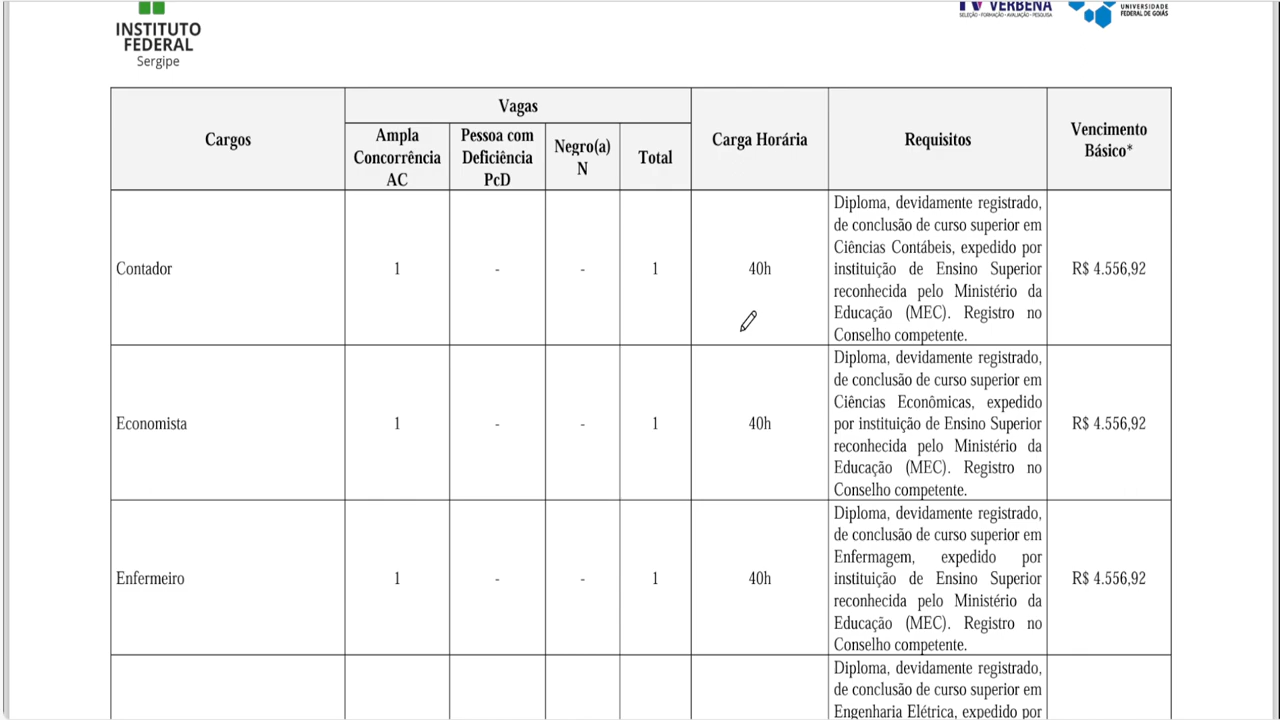 INSTITUTO
FEDERAL
Sergipe
VERBENA
SELEÇÃO - FORMAÇÃO - AVALIAÇÃO - PESQUISA
UNIVERSIDADE
FEDERAL DE GOIÁS
Cargos
Vagas
Ampla
Concorrência
AC
Pessoa com
Deficiência
PcD
Negro(a)
N
Total
Carga Horária
Requisitos
Vencimento
Básico*
Contador
1
-
-
1
40h
Diploma, devidamente registrado,
de conclusão de curso superior em
Ciências Contábeis, expedido por
instituição de Ensino Superior
reconhecida pelo Ministério da
Educação (MEC). Registro no
Conselho competente.
R$ 4.556,92
Economista
1
-
-
1
40h
Diploma, devidamente registrado,
de conclusão de curso superior em
Ciências Econômicas, expedido
por instituição de Ensino Superior
reconhecida pelo Ministério da
Educação (MEC). Registro no
Conselho competente.
R$ 4.556,92
Enfermeiro
1
-
-
1
40h
Diploma, devidamente registrado,
de conclusão de curso superior em
Enfermagem, expedido por
instituição de Ensino Superior
reconhecida pelo Ministério da
Educação (MEC). Registro no
Conselho competente.
R$ 4.556,92
Diploma, devidamente registrado,
de conclusão de curso superior em
Engenharia Elétrica, expedido por